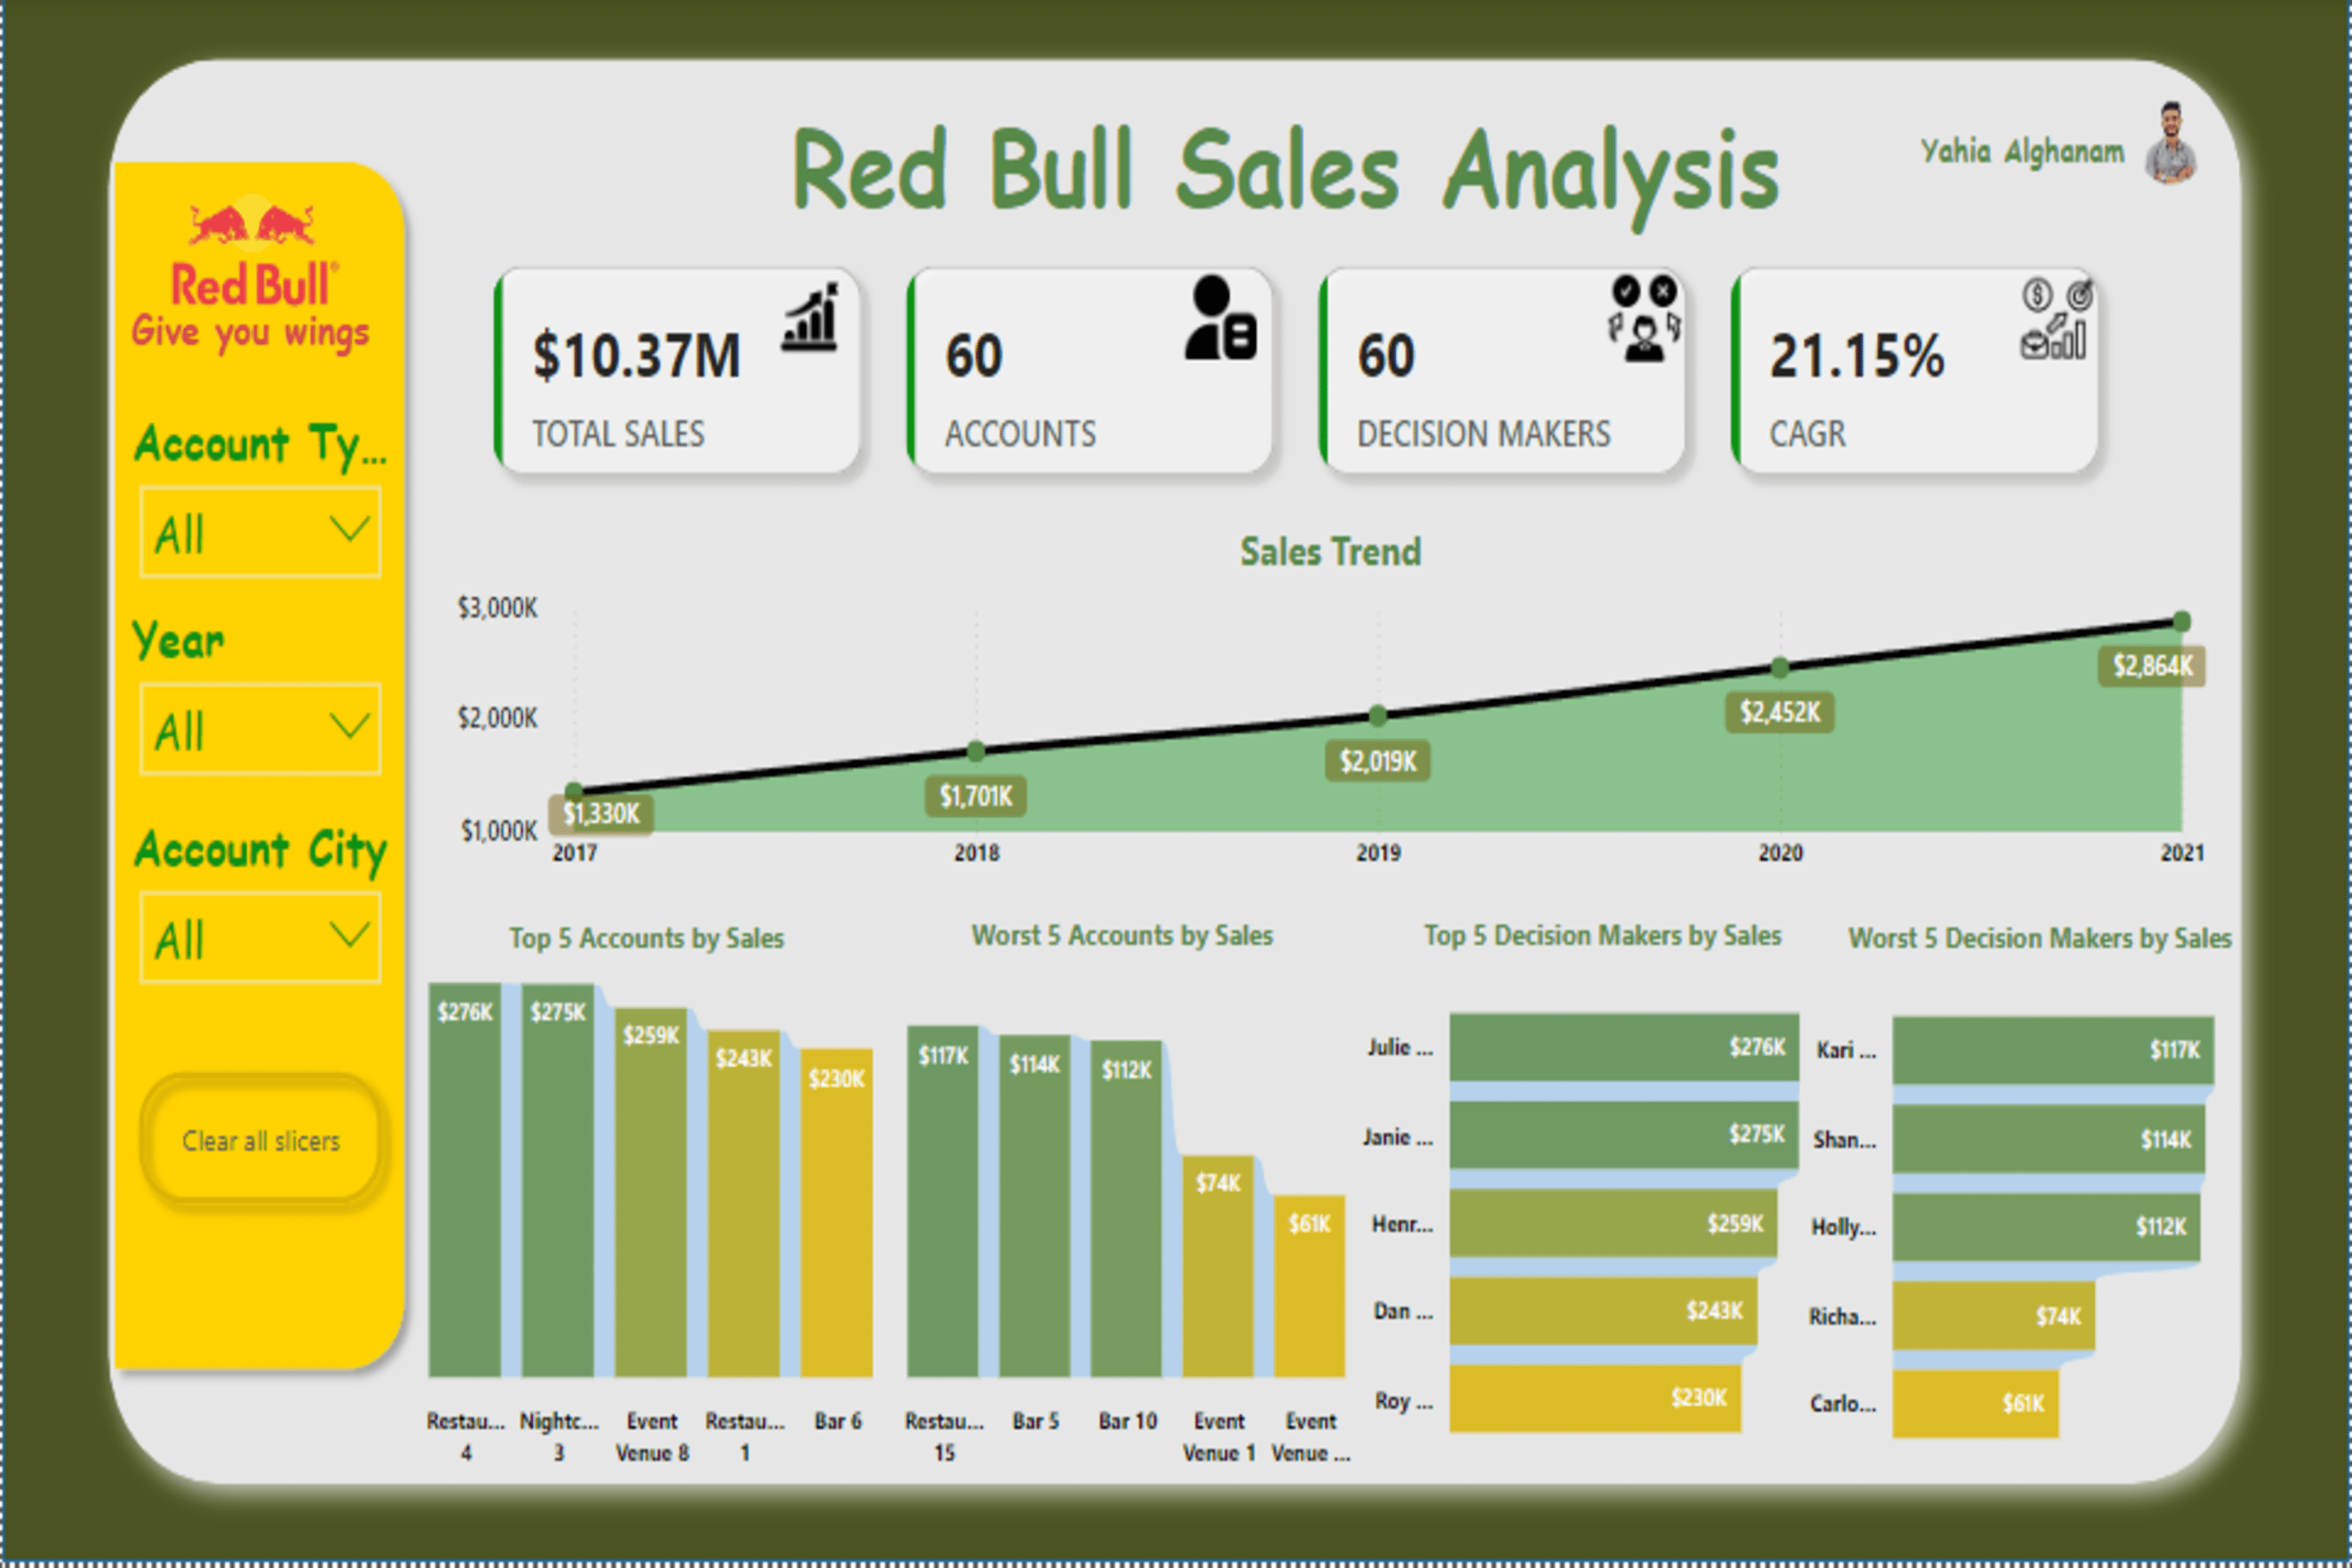 Red Bull Sales Analysis
Yahia Alghanam
Red Bull®
Give you wings
Account Ty...
All
Year
All
Account City
All
Clear all slicers
$10.37M
TOTAL SALES
60
ACCOUNTS
60
DECISION MAKERS
21.15%
CAGR
Sales Trend
$3,000K
$2,000K
$1,000K
$1,330K
$1,701K
$2,019K
$2,452K
$2,864K
2017 2018 2019 2020 2021
Top 5 Accounts by Sales
$276K $275K $259K $243K $230K
Restau... Nightc... Event Restau... Bar 6
4 3 Venue 8 1
Worst 5 Accounts by Sales
$117K $114K $112K $74K $61K
Restau... Bar 5 Bar 10 Event Event
15 Venue 1 Venue ...
Top 5 Decision Makers by Sales
Julie ... $276K
Janie ... $275K
Henr... $259K
Dan ... $243K
Roy ... $230K
Worst 5 Decision Makers by Sales
Kari ... $117K
Shan... $114K
Holly... $112K
Richa... $74K
Carlo... $61K